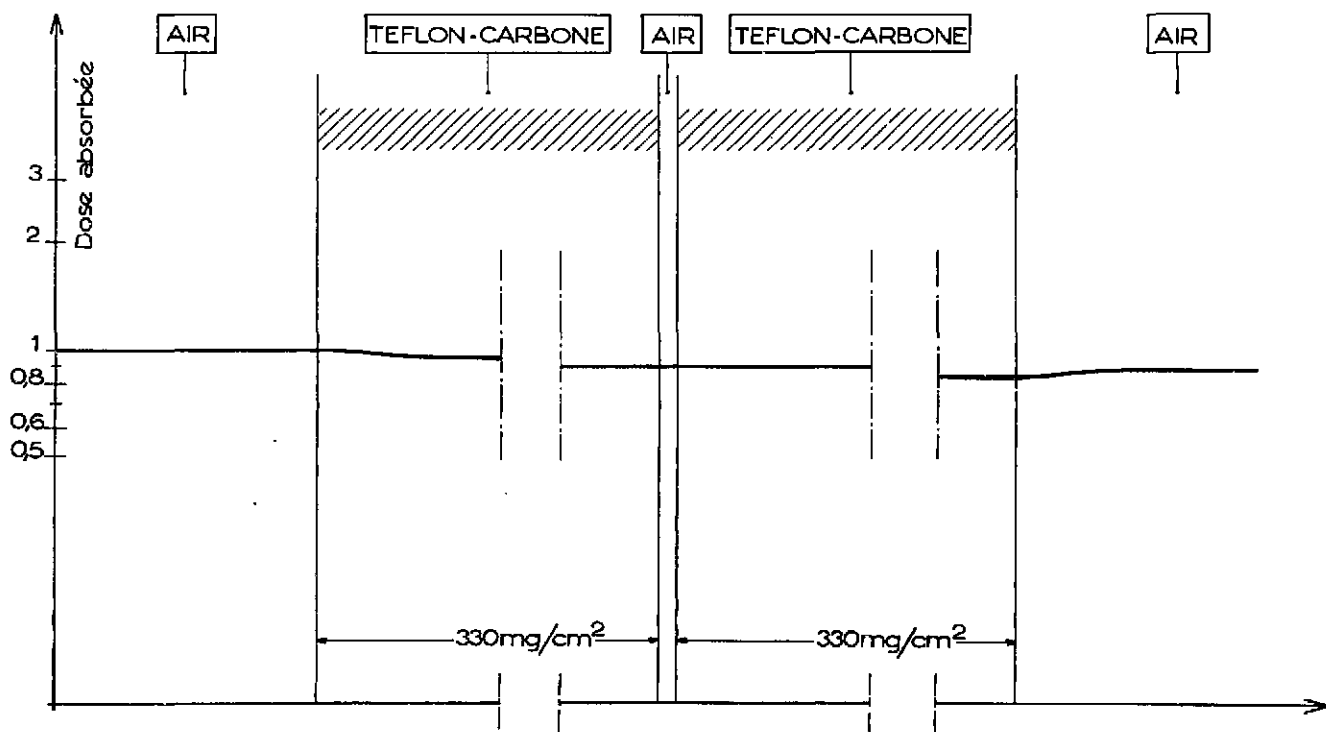 AIR
TEFLON-CARBONE
AIR
TEFLON-CARBONE
AIR
Dose absorbée
3
2
1
0,8
0,6
0,5
330mg/cm²
330mg/cm²